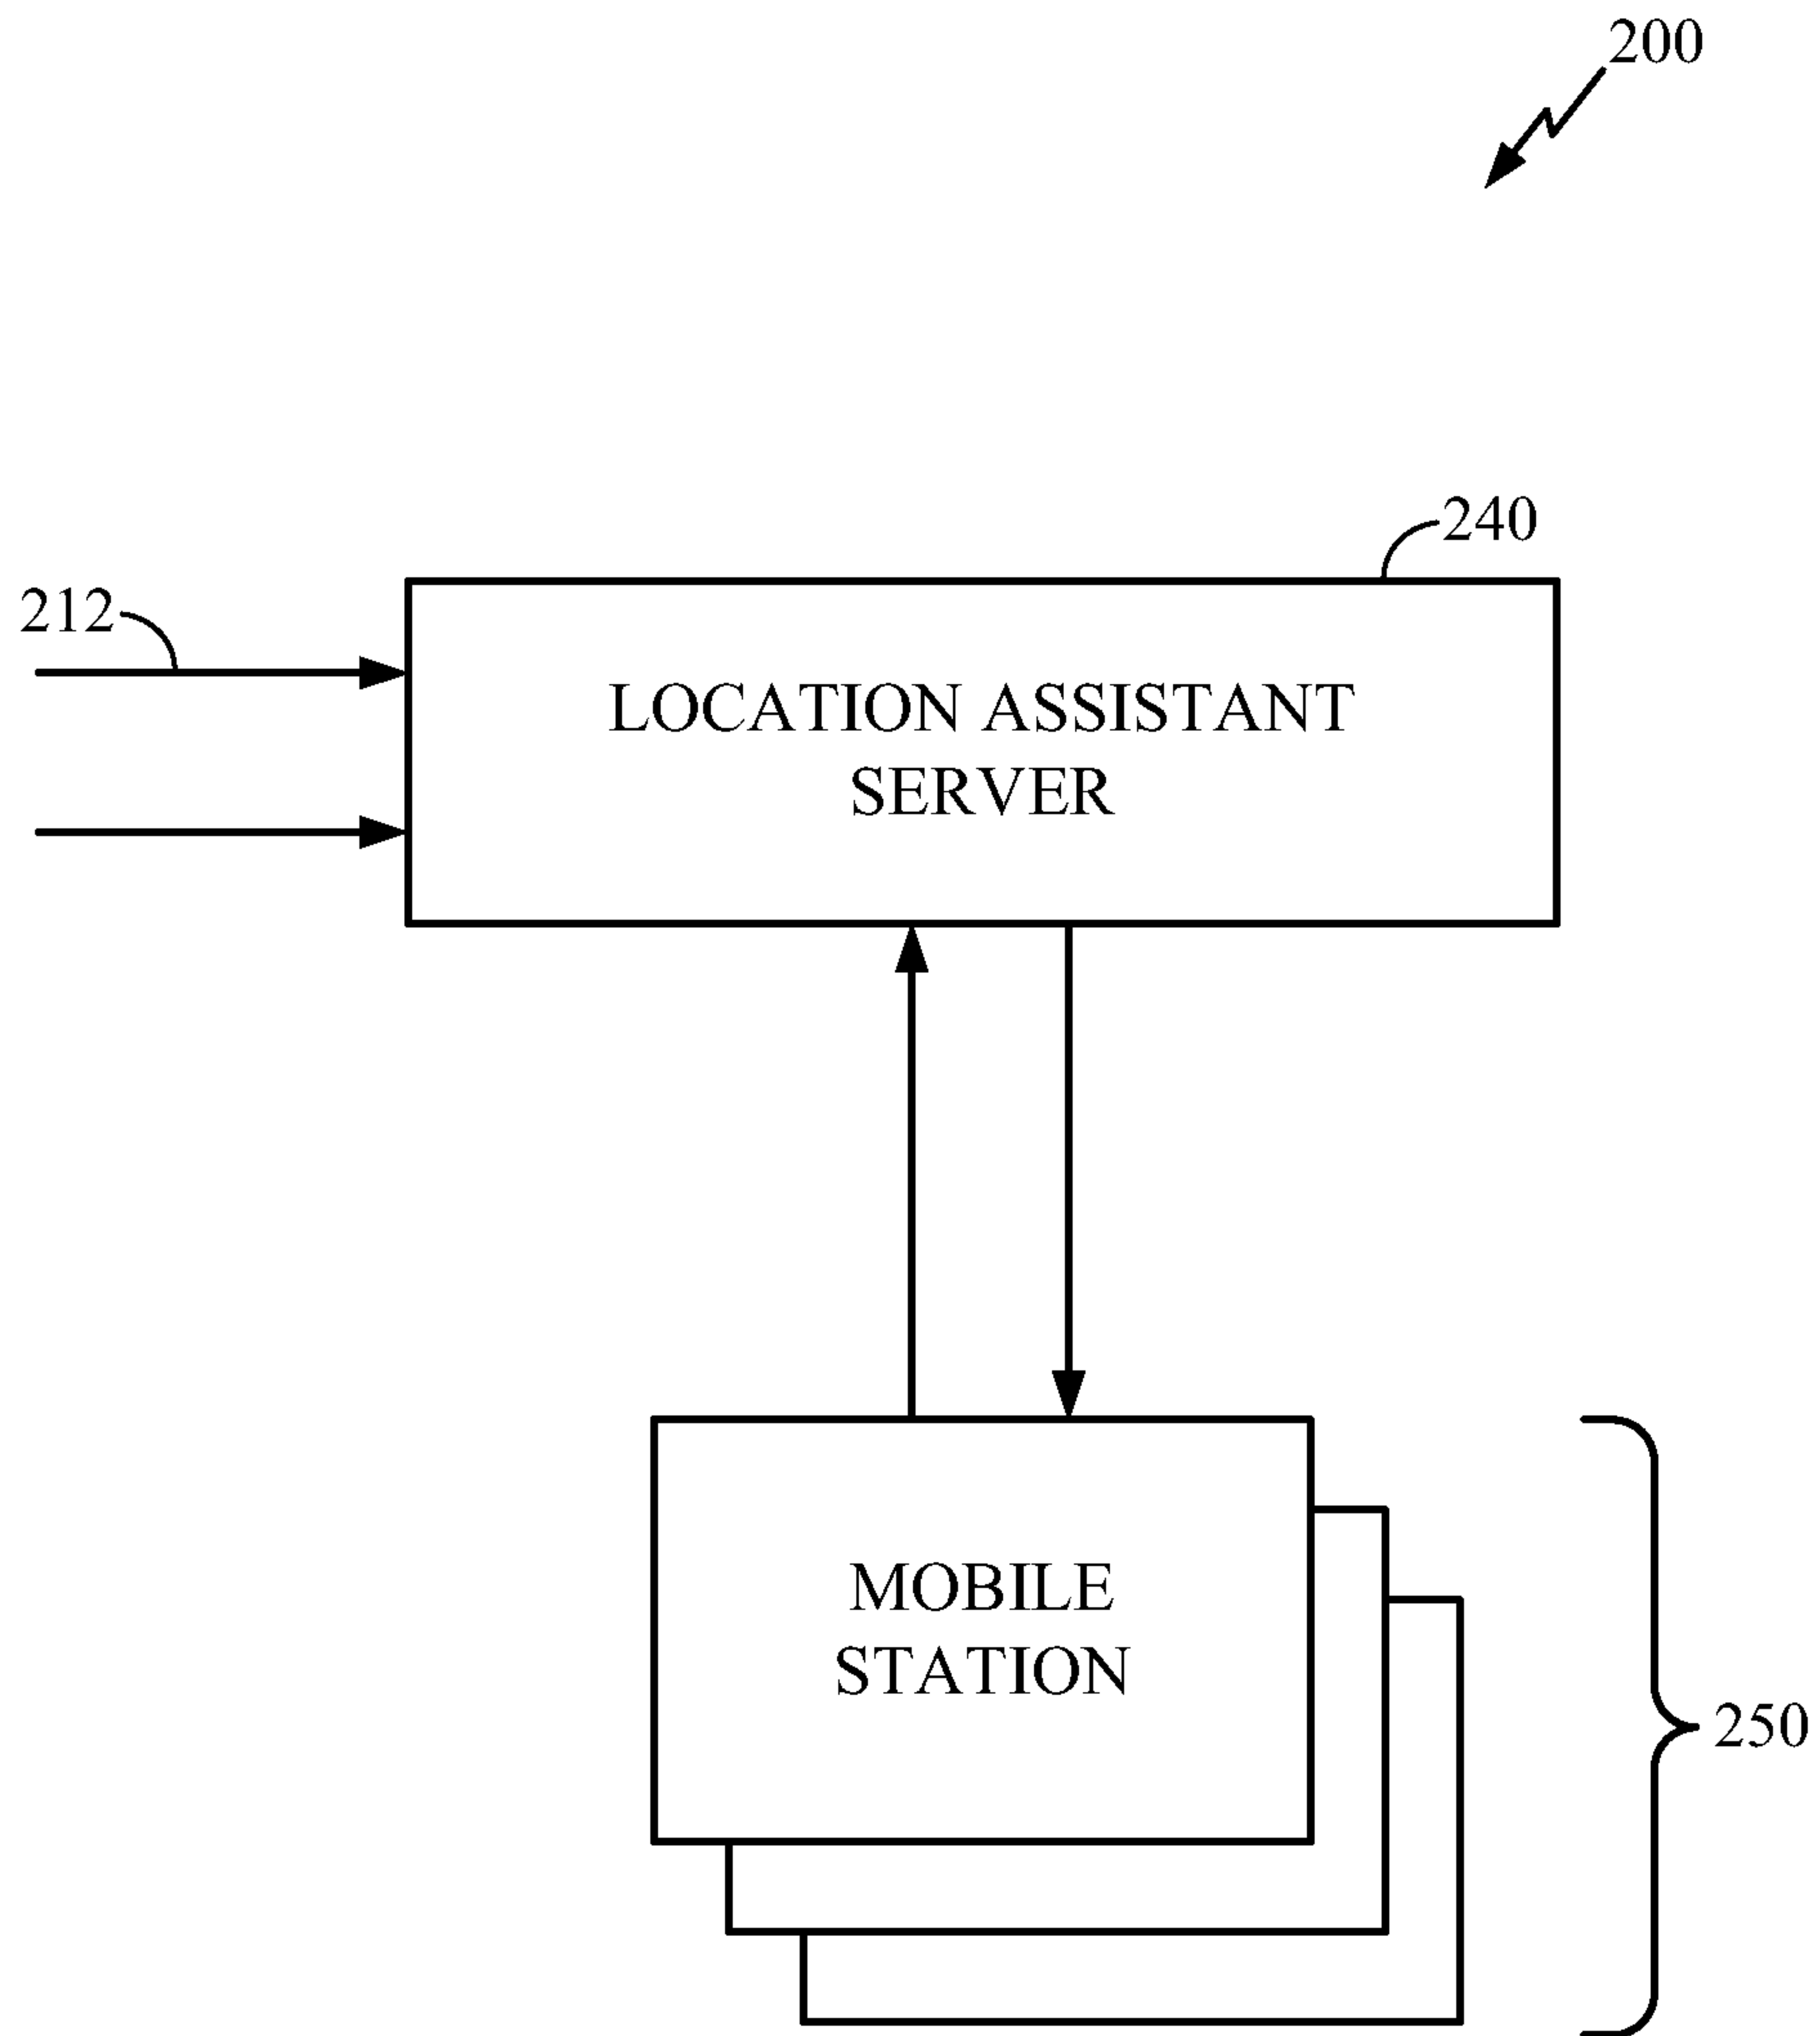 200
240
212
LOCATION ASSISTANT
SERVER
MOBILE
STATION
250